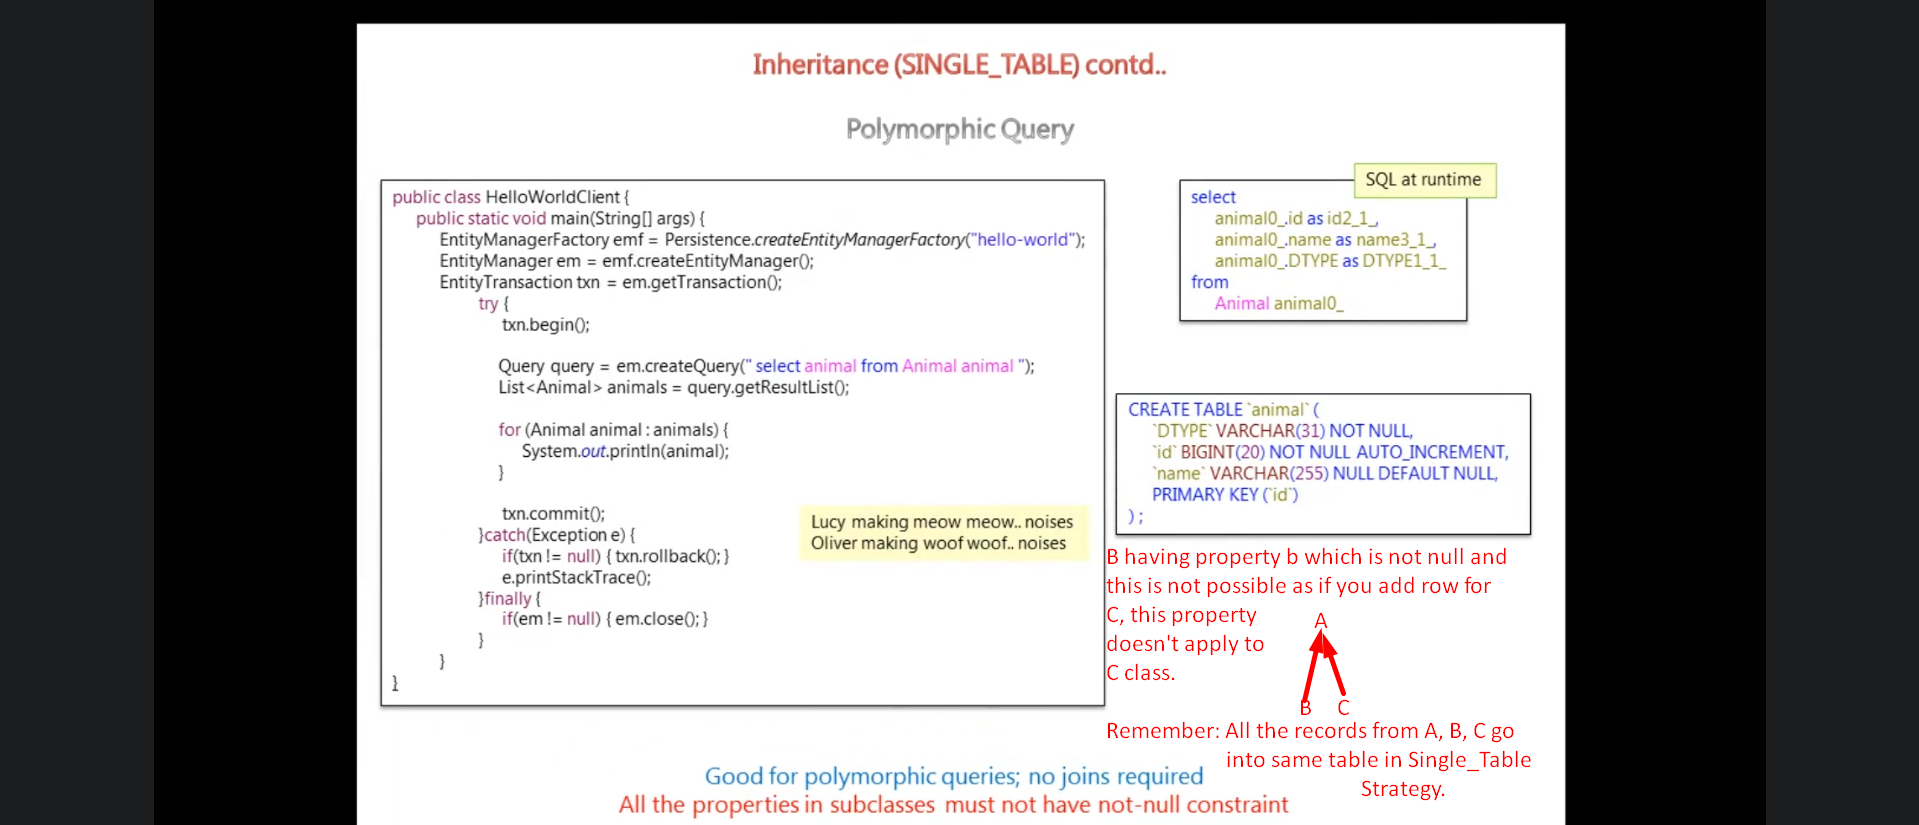 Inheritance (SINGLE_TABLE) contd..
Polymorphic Query
public class HelloWorldClient {
public static void main(String[] args) {
EntityManagerFactory emf = Persistence.createEntityManagerFactory("hello-world");
EntityManager em = emf.createEntityManager();
EntityTransaction txn = em.getTransaction();
try {
txn.begin();
Query query = em.createQuery(" select animal from Animal animal ");
List<Animal> animals = query.getResultList();
for (Animal animal : animals) {
System.out.println(animal);
}
txn.commit();
}catch(Exception e) {
if(txn != null) { txn.rollback(); }
e.printStackTrace();
}finally {
if(em != null) { em.close(); }
}
}
}
Lucy making meow meow.. noises
Oliver making woof woof.. noises
SQL at runtime
select
animal0_.id as id2_1_,
animal0_.name as name3_1_,
animal0_.DTYPE as DTYPE1_1_
from
Animal animal0_
CREATE TABLE `animal` (
`DTYPE` VARCHAR(31) NOT NULL,
`id` BIGINT(20) NOT NULL AUTO_INCREMENT,
`name` VARCHAR(255) NULL DEFAULT NULL,
PRIMARY KEY (`id`)
) ;
B having property b which is not null and
this is not possible as if you add row for
C, this property
doesn't apply to
C class.
A
B C
Remember: All the records from A, B, C go
into same table in Single_Table
Strategy.
Good for polymorphic queries; no joins required
All the properties in subclasses must not have not-null constraint